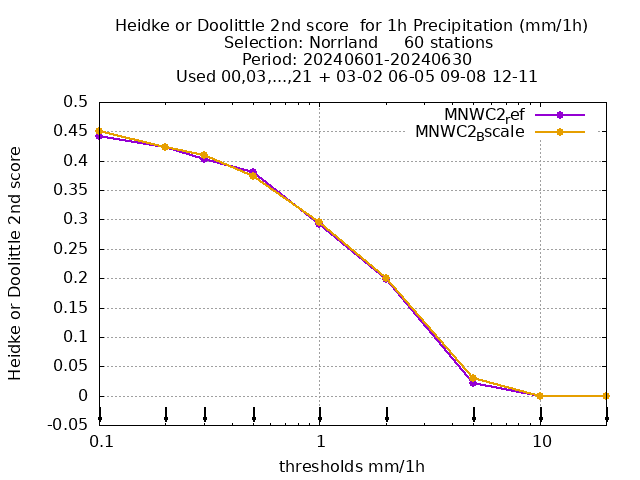 Heidke or Doolittle 2nd score  for 1h Precipitation (mm/1h)
Selection: Norrland     60 stations
Period: 20240601-20240630
Used 00,03,...,21 + 03-02 06-05 09-08 12-11
MNWC2ref
MNWC2Bscale
Heidke or Doolittle 2nd score
0.5
0.45
0.4
0.35
0.3
0.25
0.2
0.15
0.1
0.05
0
-0.05
0.1
1
10
thresholds mm/1h